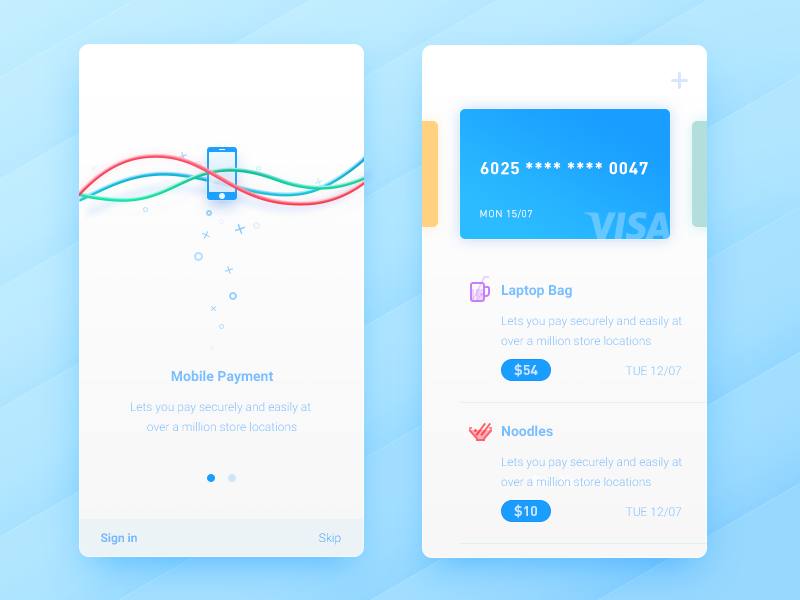 Mobile Payment
Lets you pay securely and easily at
over a million store locations
Sign in
Skip
6025 **** **** 0047
MON 15/07
VISA
Laptop Bag
Lets you pay securely and easily at
over a million store locations
$54
TUE 12/07
Noodles
Lets you pay securely and easily at
over a million store locations
$10
TUE 12/07